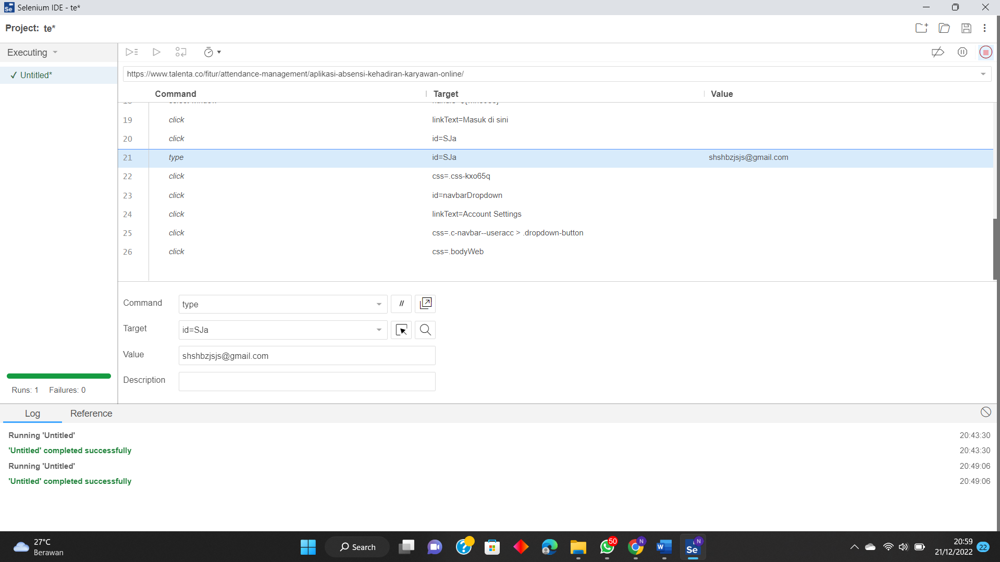 Selenium IDE - te*
Project: te*
Executing
✓ Untitled*
https://www.talenta.co/fitur/attendance-management/aplikasi-absensi-kehadiran-karyawan-online/
Command Target Value
19 click linkText=Masuk di sini
20 click id=SJa
21 type id=SJa shshbzjsjs@gmail.com
22 click css=.css-kxo65q
23 click id=navbarDropdown
24 click linkText=Account Settings
25 click css=.c-navbar--useracc > .dropdown-button
26 click css=.bodyWeb
Command type //
Target id=SJa
Value shshbzjsjs@gmail.com
Description
Runs: 1 Failures: 0
Log Reference
Running 'Untitled' 20:43:30
'Untitled' completed successfully 20:43:30
Running 'Untitled' 20:49:06
'Untitled' completed successfully 20:49:06
27°C
Berawan
Search
50
N
W
Se
N
20:59
21/12/2022
22